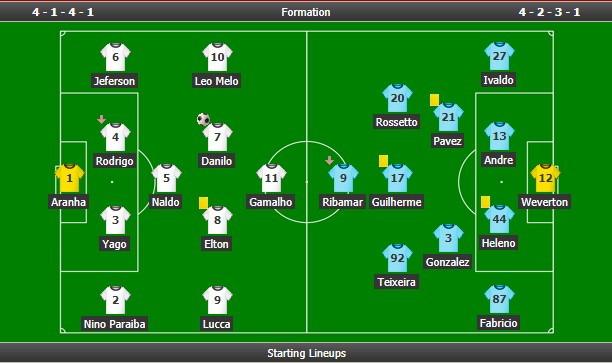 4 - 1 - 4 - 1 Formation 4 - 2 - 3 - 1
6
Jeferson
10
Leo Melo
27
Ivaldo
20
Rossetto
21
Pavez
4
Rodrigo
7
Danilo
13
Andre
1
Aranha
5
Naldo
11
Gamalho
9
Ribamar
17
Guilherme
12
Weverton
3
Yago
8
Elton
44
Heleno
3
Gonzalez
92
Teixeira
2
Nino Paraiba
9
Lucca
87
Fabricio
Starting Lineups